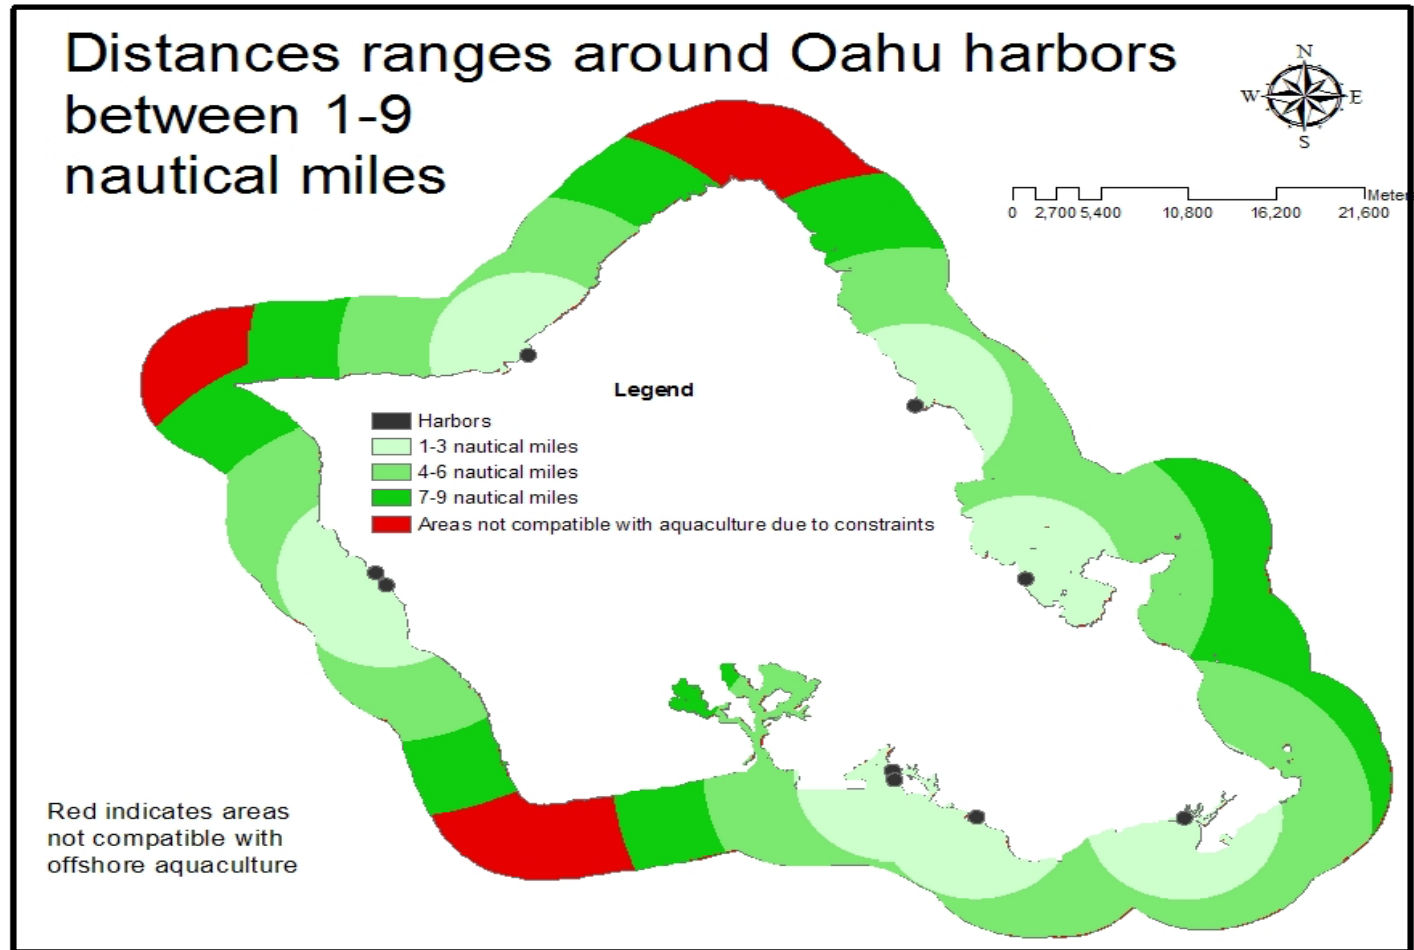 Distances ranges around Oahu harbors
between 1-9
nautical miles
N
W E
S
Meter
0 2,700 5,400 10,800 16,200 21,600
Legend
Harbors
1-3 nautical miles
4-6 nautical miles
7-9 nautical miles
Areas not compatible with aquaculture due to constraints
Red indicates areas
not compatible with
offshore aquaculture